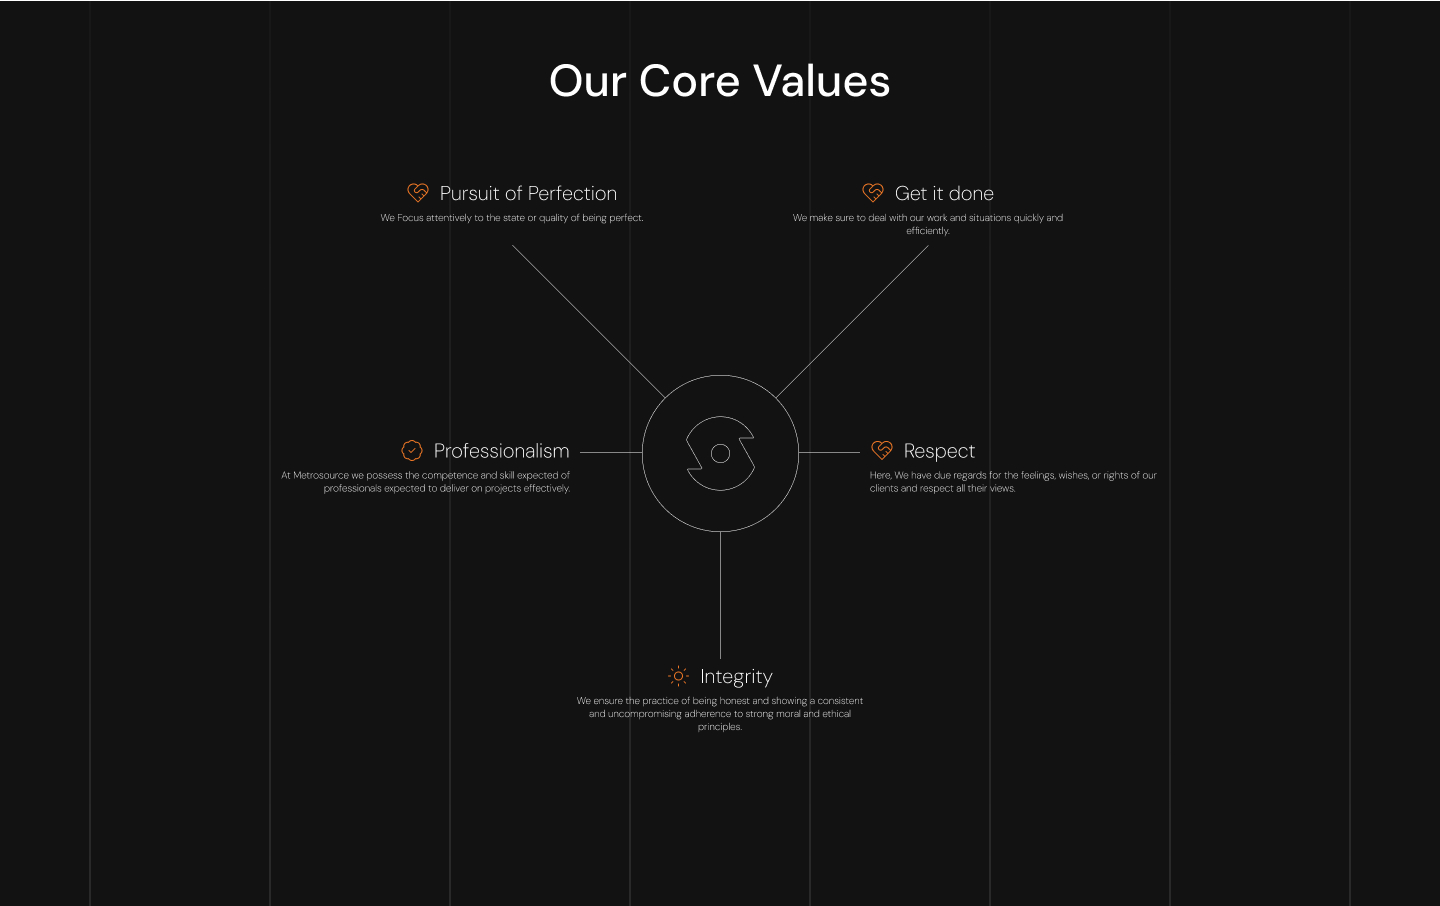 Our Core Values
Pursuit of Perfection
We Focus attentively to the state or quality of being perfect.
Get it done
We make sure to deal with our work and situations quickly and
efficiently.
Professionalism
At Metrosource we possess the competence and skill expected of
professionals expected to deliver on projects effectively.
Respect
Here, We have due regards for the feelings, wishes, or rights of our
clients and respect all their views.
Integrity
We ensure the practice of being honest and showing a consistent
and uncompromising adherence to strong moral and ethical
principles.